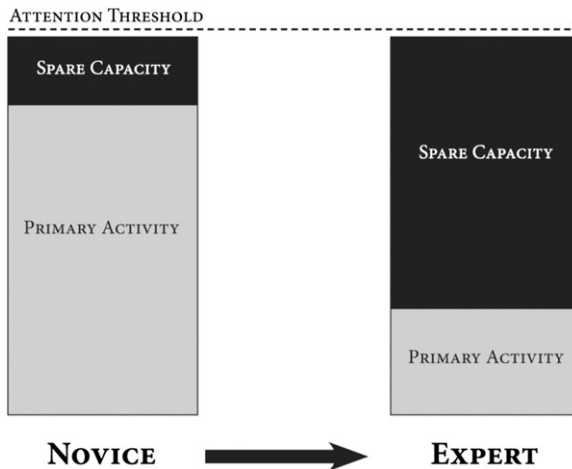 Attention Threshold
Spare Capacity
Primary Activity
Spare Capacity
Primary Activity
Novice
Expert